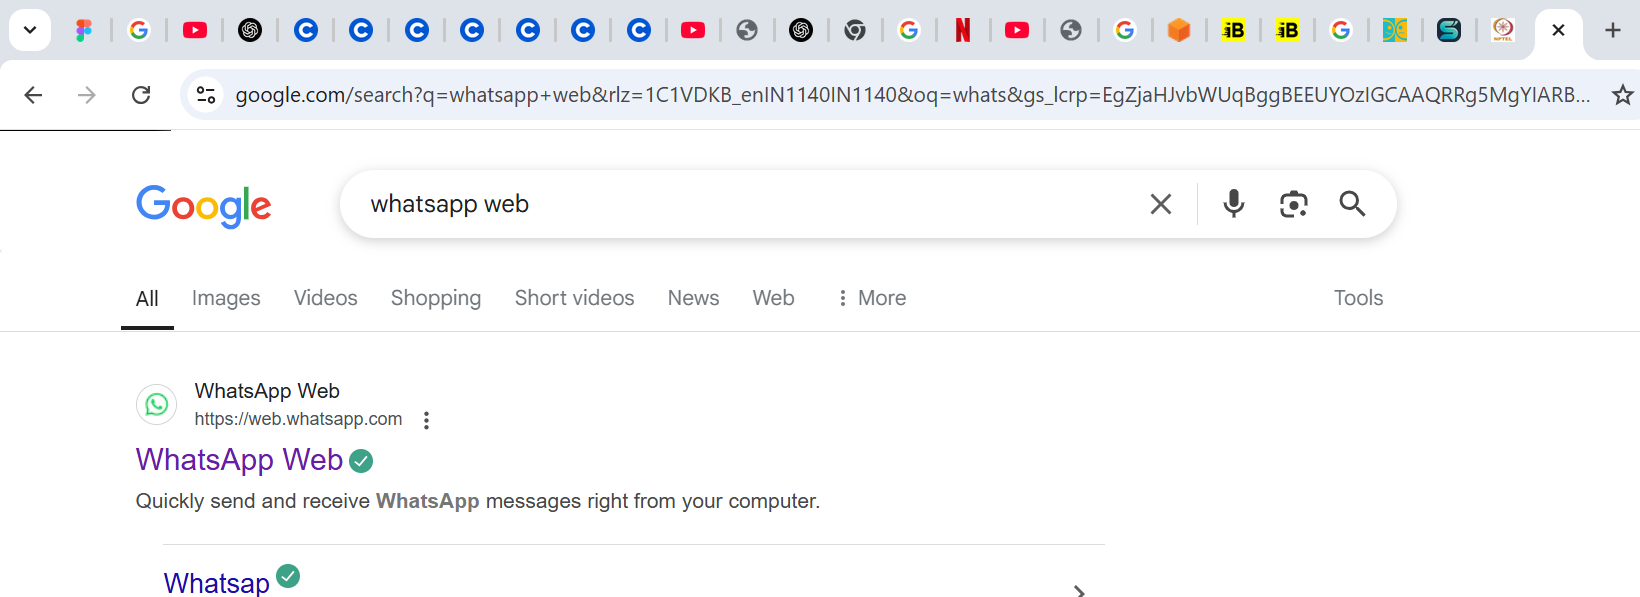 google.com/search?q=whatsapp+web&rlz=1C1VDKB_enIN1140IN1140&oq=whats&gs_lcrp=EgZjaHJvbWUqBggBEEUYOzIGCAAQRRg5MgYIARB...
Google
whatsapp web
All Images Videos Shopping Short videos News Web More Tools
WhatsApp Web
https://web.whatsapp.com
WhatsApp Web
Quickly send and receive WhatsApp messages right from your computer.
Whatsap